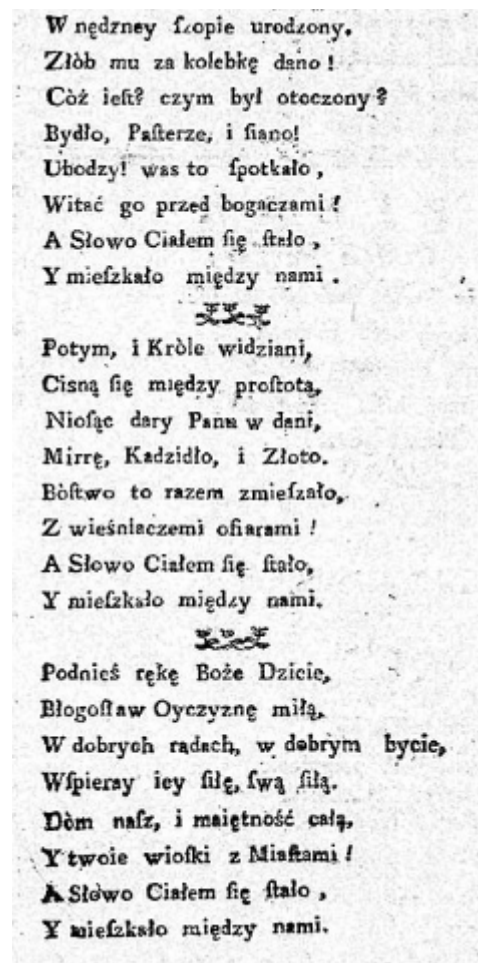 W nędzney ſzopie urodzony,
Złòb mu za kolebkę dano!
Còż ieſt? czym był otoczony?
Bydło, Paſterze, i ſiano!
Ubodzy! was to ſpotkało,
Witać go przed bogaczami!
A Słowo Ciałem ſię ſtało,
Y mieſzkało między nami.
Potym, i Kròle widziani,
Ciſną ſię między proſtotą,
Nioſąc dary Panu w dani,
Mirrę, Kadzidło, i Złoto.
Bòſtwo to razem zmieſzało,
Z wieśniaczemi ofiarami!
A Słowo Ciałem ſię ſtało,
Y mieſzkało między nami.
Podnieś rękę Boże Dzicie,
Błogoſław Oyczyznę miłą,
W dobrych radach, w dobrym bycie,
Wſpieray iey ſiłę, ſwą ſiłą.
Dòm naſz, i maiętność całą,
Y twoie wioſki z Miaſtami!
A Słowo Ciałem ſię ſtało,
Y mieſzkało między nami.